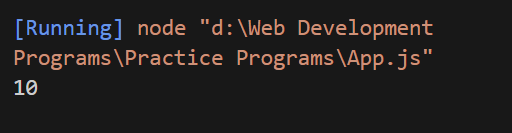 [Running] node "d:\Web Development
Programs\Practice Programs\App.js"
10